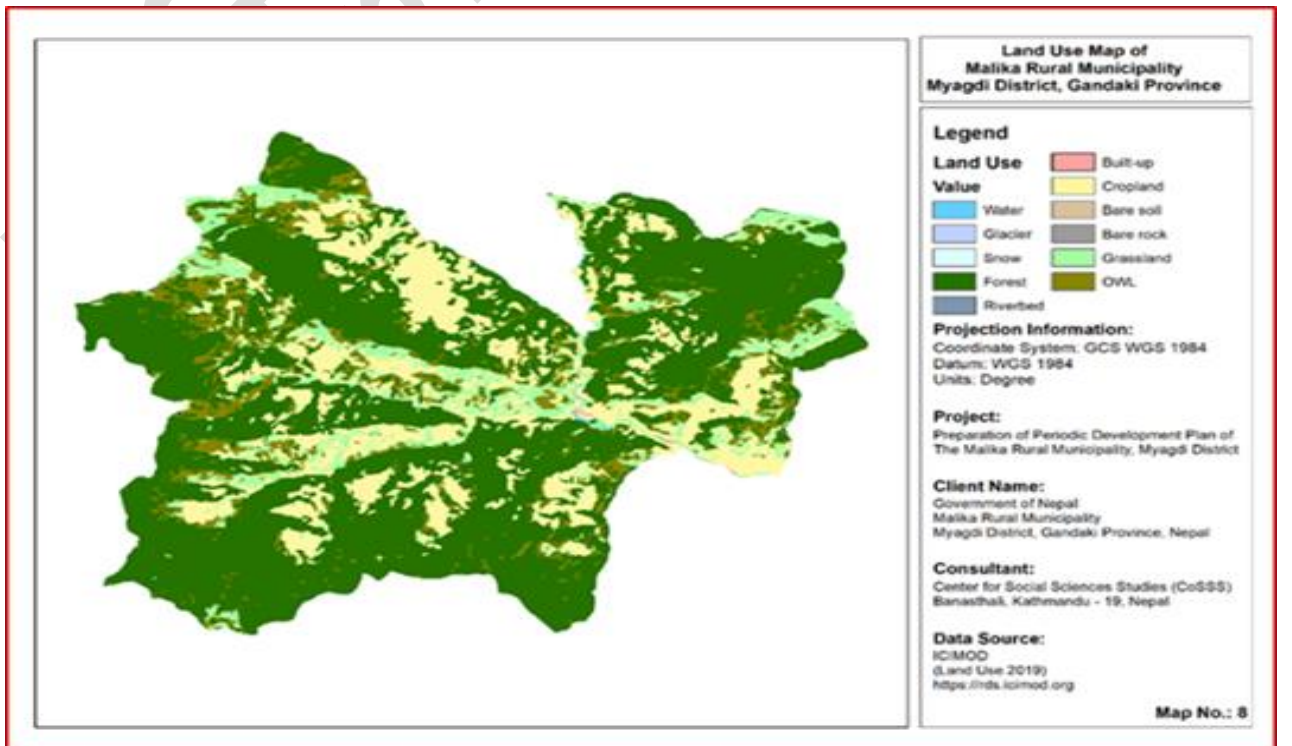 Land Use Map of
Malika Rural Municipality
Myagdi District, Gandaki Province
Legend
Land Use
Value
Water
Glacier
Snow
Forest
Riverbed
Built-up
Cropland
Bare soil
Bare rock
Grassland
OWL
Projection Information:
Coordinate System: GCS WGS 1984
Datum: WGS 1984
Units: Degree
Project:
Preparation of Periodic Development Plan of
The Malika Rural Municipality, Myagdi District
Client Name:
Government of Nepal
Malika Rural Municipality
Myagdi District, Gandaki Province, Nepal
Consultant:
Center for Social Sciences Studies (CoSSS)
Banasthali, Kathmandu - 19, Nepal
Data Source:
ICIMOD
(Land Use 2019)
https://rds.icimod.org
Map No.: 8